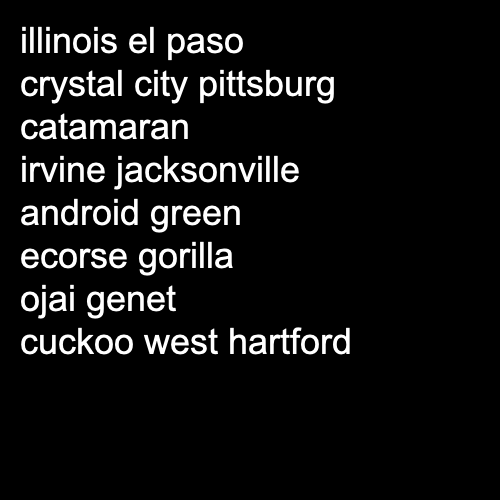 illinois el paso
crystal city pittsburg
catamaran
irvine jacksonville
android green
ecorse gorilla
ojai genet
cuckoo west hartford